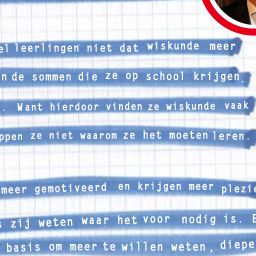 el leerlingen niet dat wiskunde meer
n de sommen die ze op school krijgen,
. Want hierdoor vinden ze wiskunde vaak
ppen ze niet waarom ze het moeten leren.
meer gemotiveerd en krijgen meer plezie
s zij weten waar het voor nodig is. E
basis om meer te willen weten, diepe